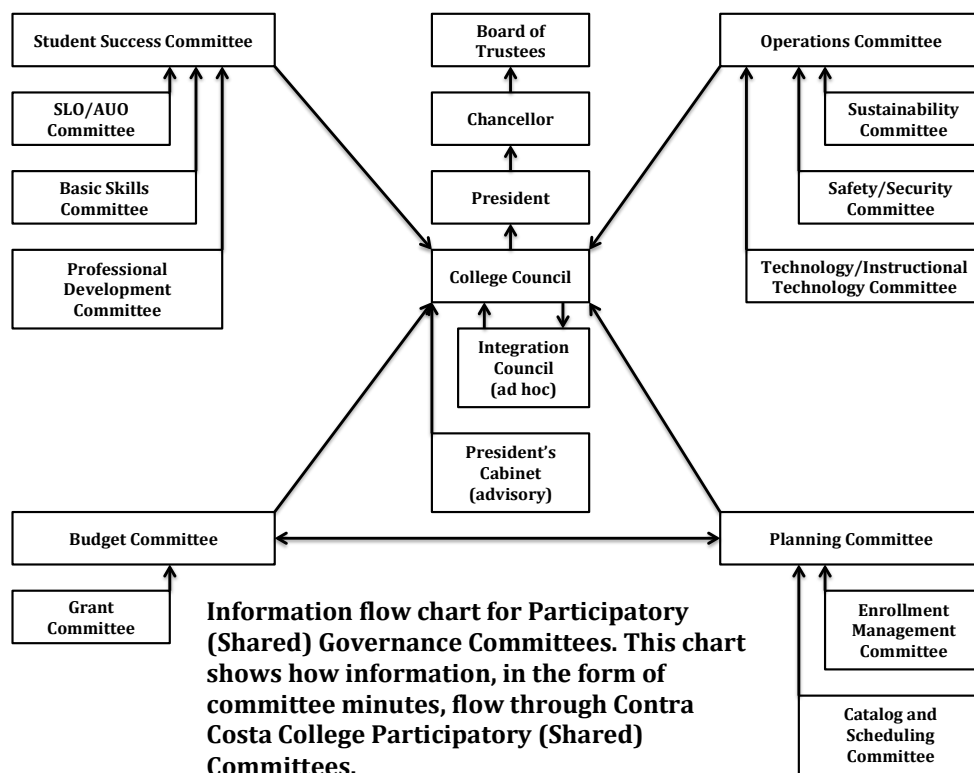 Student Success Committee
Board of
Trustees
Operations Committee
SLO/AUO
Committee
Chancellor
Sustainability
Committee
Basic Skills
Committee
President
Safety/Security
Committee
Professional
Development
Committee
College Council
Technology/Instructional
Technology Committee
Integration
Council
(ad hoc)
President’s
Cabinet
(advisory)
Budget Committee
Planning Committee
Grant
Committee
Enrollment
Management
Committee
Catalog and
Scheduling
Committee
Information flow chart for Participatory
(Shared) Governance Committees. This chart
shows how information, in the form of
committee minutes, flow through Contra
Costa College Participatory (Shared)
Committees.